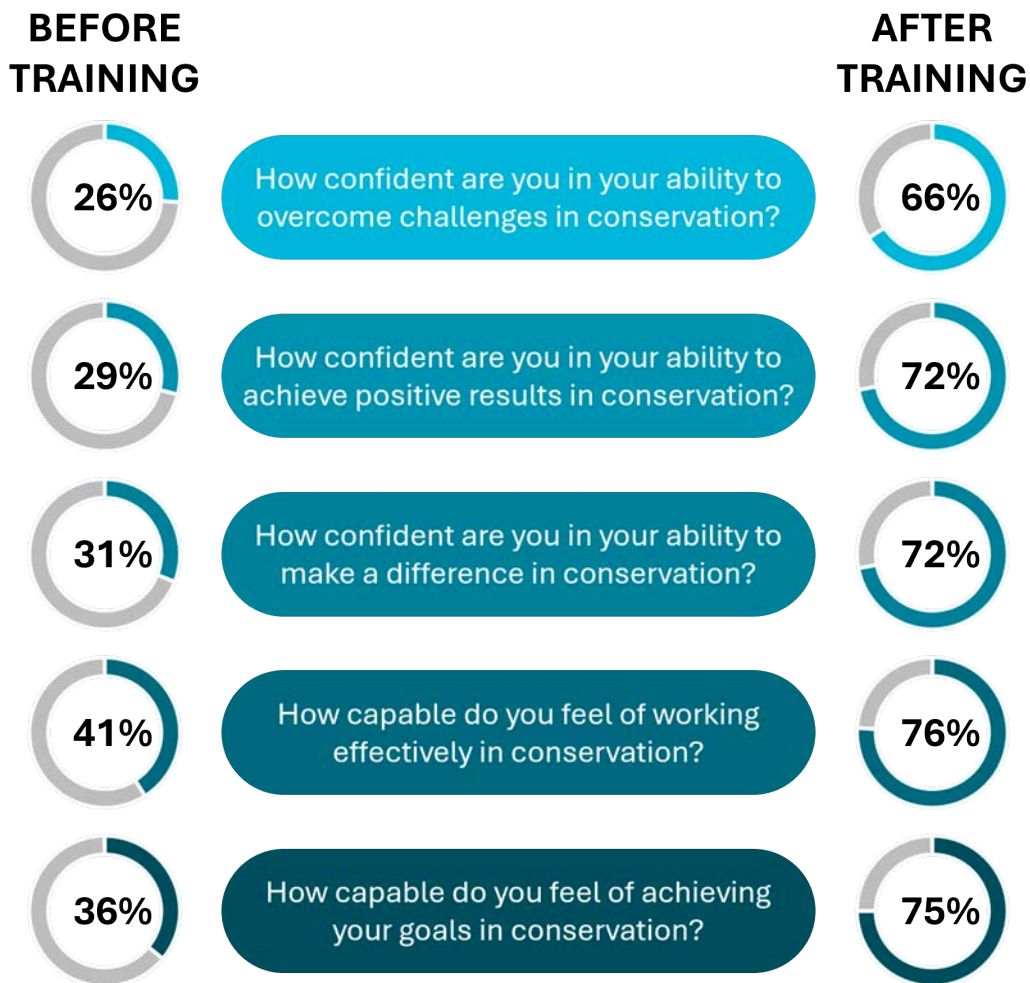 BEFORE
TRAINING
AFTER
TRAINING
26%
How confident are you in your ability to
overcome challenges in conservation?
66%
29%
How confident are you in your ability to
achieve positive results in conservation?
72%
31%
How confident are you in your ability to
make a difference in conservation?
72%
41%
How capable do you feel of working
effectively in conservation?
76%
36%
How capable do you feel of achieving
your goals in conservation?
75%